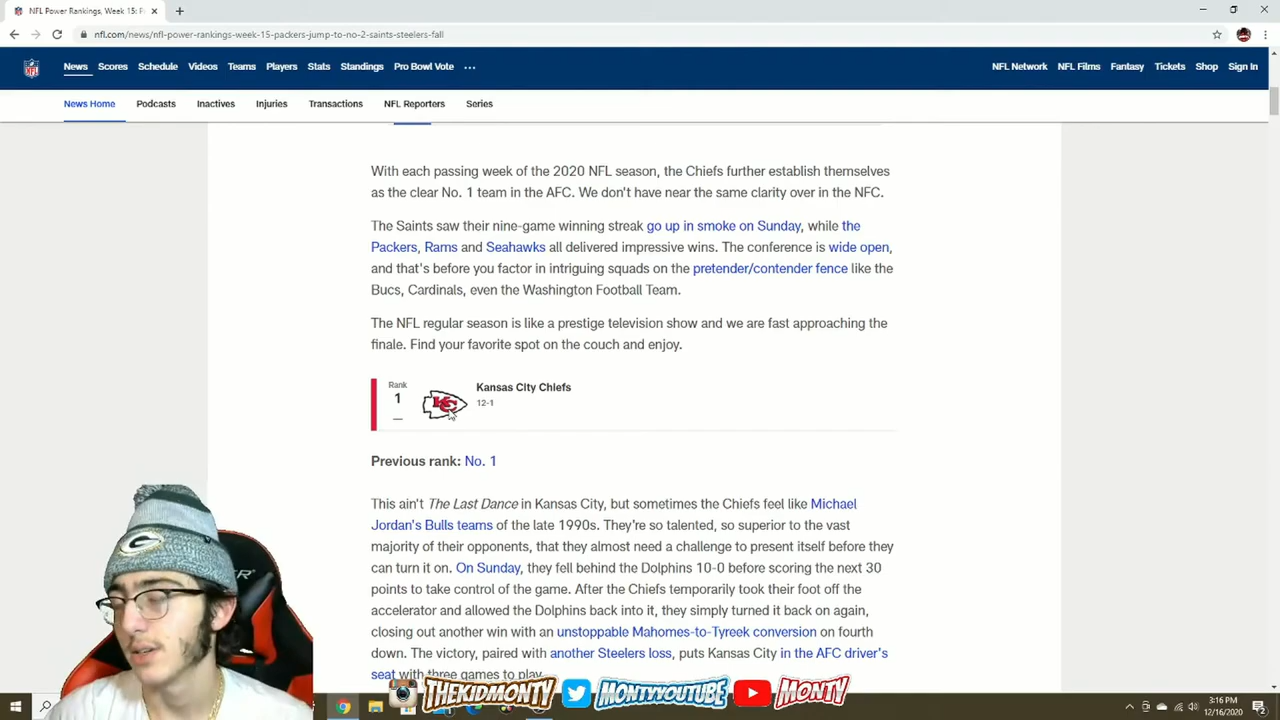 NFL Power Rankings, Week 15: P
nfl.com/news/nfl-power-rankings-week-15-packers-jump-to-no-2-saints-steelers-fall
NFL News Scores Schedule Videos Teams Players Stats Standings Pro Bowl Vote ••• NFL Network NFL Films Fantasy Tickets Shop Sign In
News Home Podcasts Inactives Injuries Transactions NFL Reporters Series
With each passing week of the 2020 NFL season, the Chiefs further establish themselves
as the clear No. 1 team in the AFC. We don't have near the same clarity over in the NFC.
The Saints saw their nine-game winning streak go up in smoke on Sunday, while the
Packers, Rams and Seahawks all delivered impressive wins. The conference is wide open,
and that's before you factor in intriguing squads on the pretender/contender fence like the
Bucs, Cardinals, even the Washington Football Team.
The NFL regular season is like a prestige television show and we are fast approaching the
finale. Find your favorite spot on the couch and enjoy.
Rank
1
—
KC
Kansas City Chiefs
12-1
Previous rank: No. 1
This ain't The Last Dance in Kansas City, but sometimes the Chiefs feel like Michael
Jordan's Bulls teams of the late 1990s. They're so talented, so superior to the vast
majority of their opponents, that they almost need a challenge to present itself before they
can turn it on. On Sunday, they fell behind the Dolphins 10-0 before scoring the next 30
points to take control of the game. After the Chiefs temporarily took their foot off the
accelerator and allowed the Dolphins back into it, they simply turned it back on again,
closing out another win with an unstoppable Mahomes-to-Tyreek conversion on fourth
down. The victory, paired with another Steelers loss, puts Kansas City in the AFC driver's
seat with three games to play.
G
THEKIDMONTY MONTYYOUTUBE MONTY
3:16 PM
12/16/2020
2